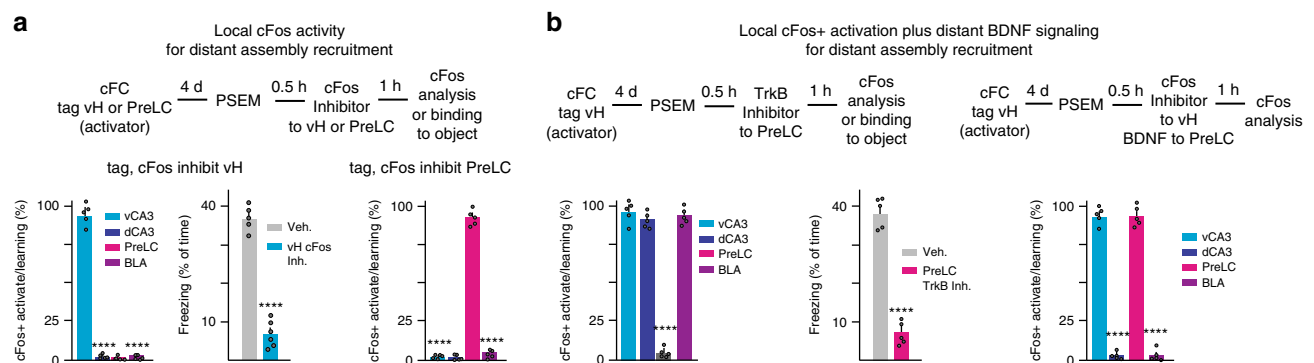 a
Local cFos activity
for distant assembly recruitment
cFC
tag vH or PreLC
(activator)
4 d
PSEM
0.5 h
cFos
Inhibitor
to vH or PreLC
1 h
cFos
analysis
or binding
to object
tag, cFos inhibit vH
cFos+ activate/learning (%)
100
25
0
vCA3
dCA3
PreLC
BLA
****
****
Freezing (% of time)
40
10
Veh.
vH cFos
Inh.
****
tag, cFos inhibit PreLC
cFos+ activate/learning (%)
100
25
0
****
****
b
Local cFos+ activation plus distant BDNF signaling
for distant assembly recruitment
cFC
tag vH
(activator)
4 d
PSEM
0.5 h
TrkB
Inhibitor
to PreLC
1 h
cFos
analysis
or binding
to object
cFC
tag vH
(activator)
4 d
PSEM
0.5 h
cFos
Inhibitor
to vH
BDNF to PreLC
1 h
cFos
analysis
cFos+ activate/learning (%)
100
25
0
****
vCA3
dCA3
PreLC
BLA
Freezing (% of time)
40
10
Veh.
PreLC
TrkB Inh.
****
cFos+ activate/learning (%)
100
25
0
****
****
vCA3
dCA3
PreLC
BLA